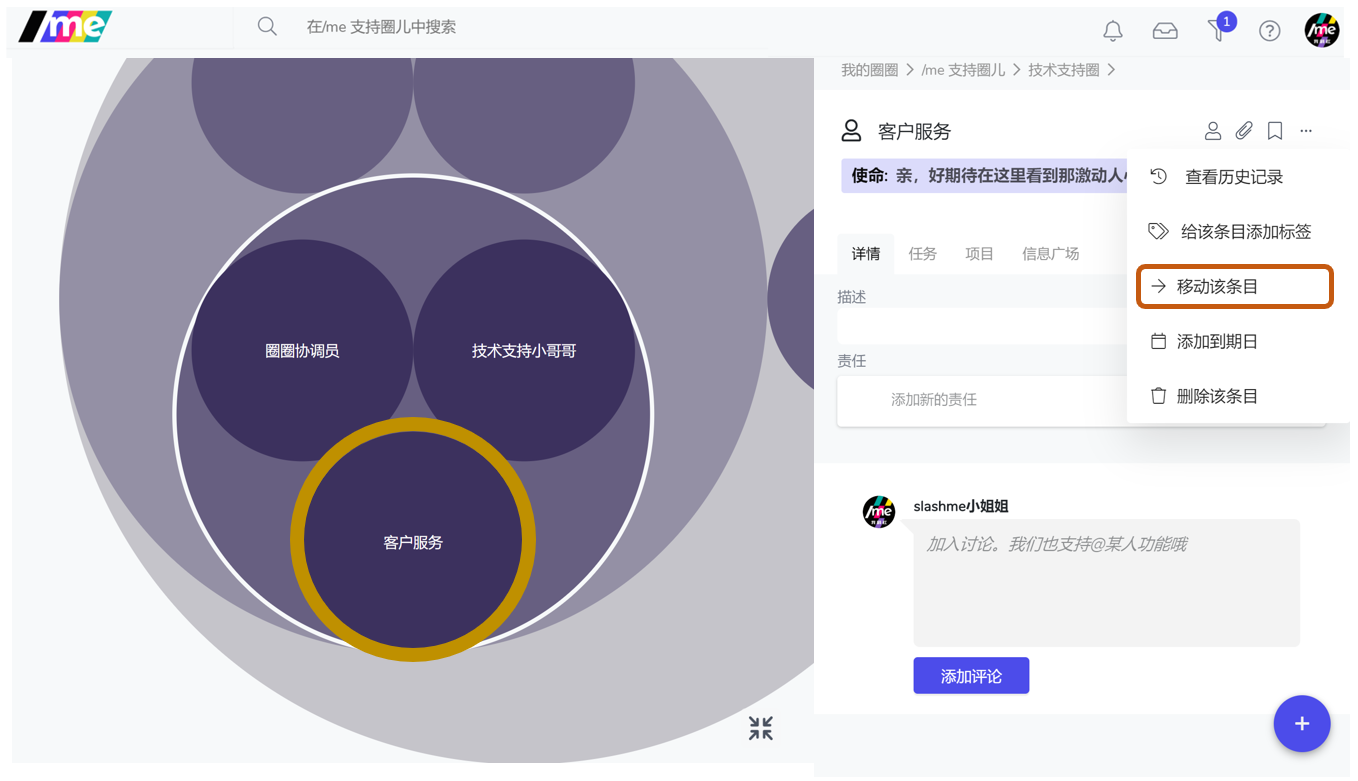 /me
在/me 支持圈儿中搜索
1
/me
我的圈圈 > /me 支持圈儿 > 技术支持圈 >
客户服务
使命: 亲，好期待在这里看到那激动人
查看历史记录
给该条目添加标签
移动该条目
添加到期日
删除该条目
详情 任务 项目 信息广场
描述
责任
添加新的责任
圈圈协调员
技术支持小哥哥
客户服务
/me
slashme小姐姐
加入讨论。我们也支持@某人功能哦
添加评论